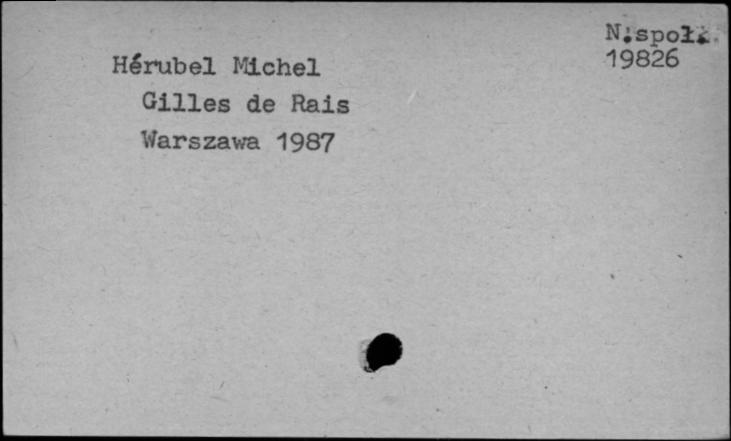 N.społ.
19826
Hérubel Michel
Gilles de Rais
Warszawa 1987